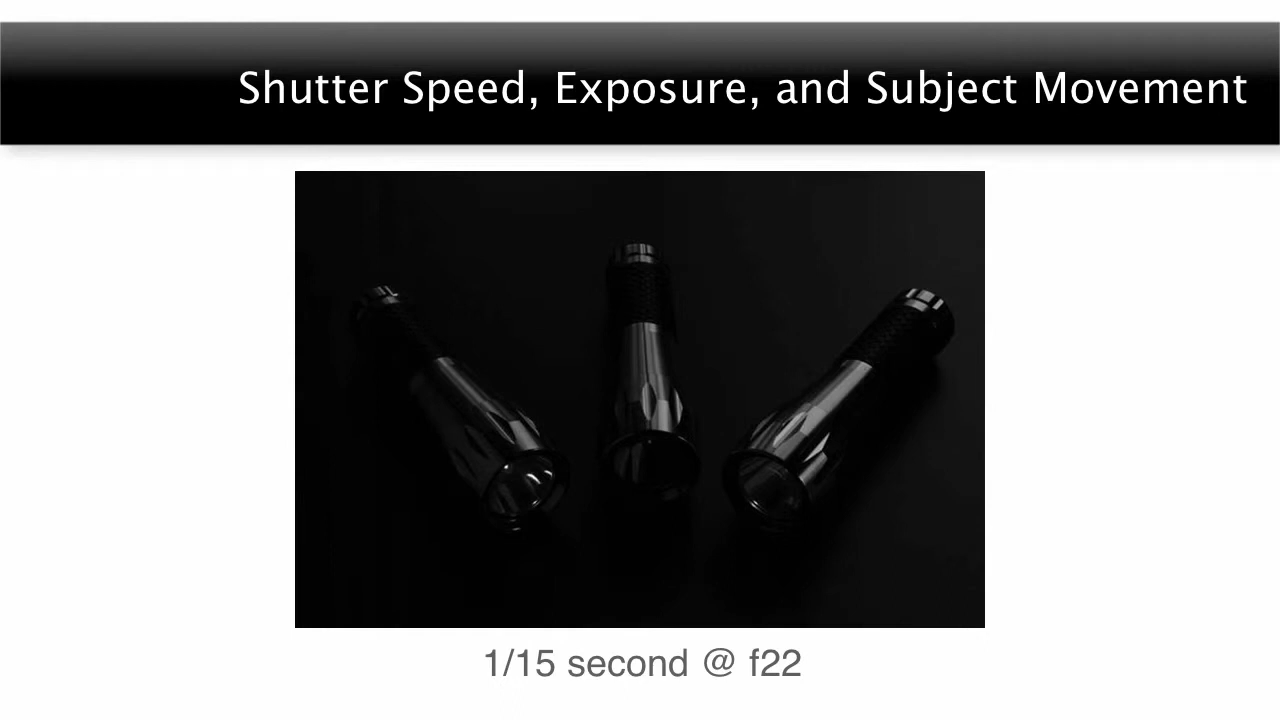 Shutter Speed, Exposure, and Subject Movement
1/15 second @ f22